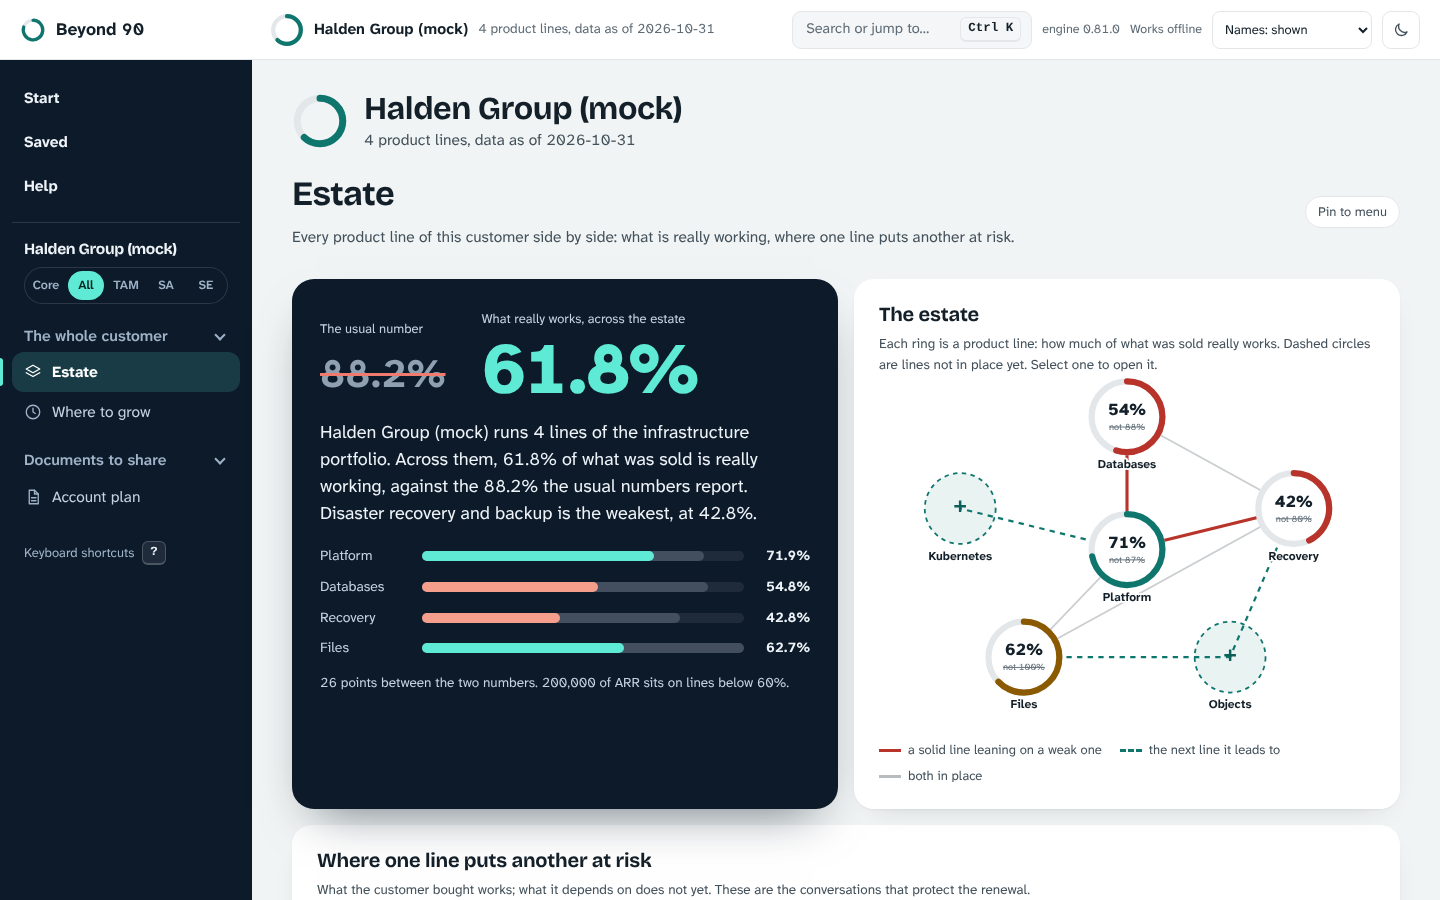 Beyond 90
Halden Group (mock)
4 product lines, data as of 2026-10-31
Search or jump to...
Ctrl K
engine 0.81.0
Works offline
Names: shown
Start
Saved
Help
Halden Group (mock)
Core
All
TAM
SA
SE
The whole customer
Estate
Where to grow
Documents to share
Account plan
Keyboard shortcuts
?
Halden Group (mock)
4 product lines, data as of 2026-10-31
Estate
Pin to menu
Every product line of this customer side by side: what is really working, where one line puts another at risk.
The usual number
88.2%
What really works, across the estate
61.8%
Halden Group (mock) runs 4 lines of the infrastructure
portfolio. Across them, 61.8% of what was sold is really
working, against the 88.2% the usual numbers report.
Disaster recovery and backup is the weakest, at 42.8%.
Platform
71.9%
Databases
54.8%
Recovery
42.8%
Files
62.7%
26 points between the two numbers. 200,000 of ARR sits on lines below 60%.
The estate
Each ring is a product line: how much of what was sold really works. Dashed circles
are lines not in place yet. Select one to open it.
54%
not 88%
Databases
+
Kubernetes
42%
not 80%
Recovery
71%
not 87%
Platform
62%
not 100%
Files
+
Objects
a solid line leaning on a weak one
the next line it leads to
both in place
Where one line puts another at risk
What the customer bought works; what it depends on does not yet. These are the conversations that protect the renewal.